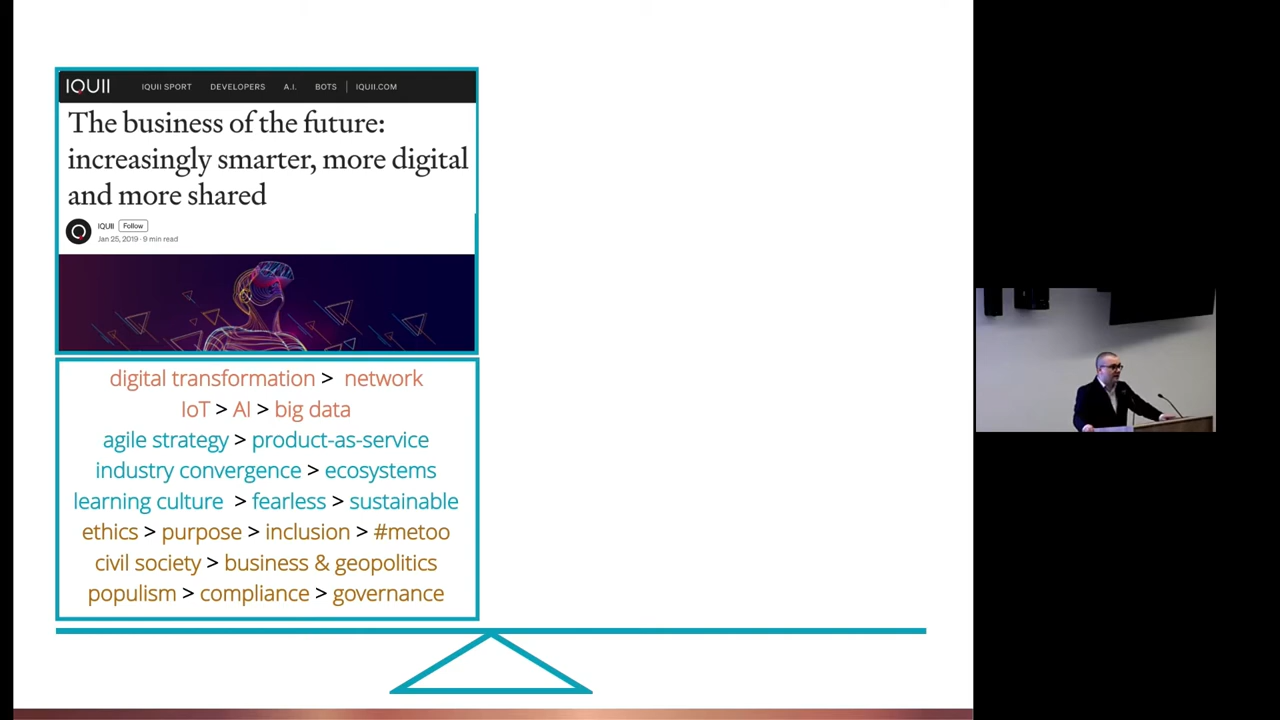 IQUII IQUII SPORT DEVELOPERS A.I. BOTS | IQUII.COM
The business of the future:
increasingly smarter, more digital
and more shared
IQUII Follow
Jan 25, 2019 · 9 min read
digital transformation > network
IoT > AI > big data
agile strategy > product-as-service
industry convergence > ecosystems
learning culture > fearless > sustainable
ethics > purpose > inclusion > #metoo
civil society > business & geopolitics
populism > compliance > governance